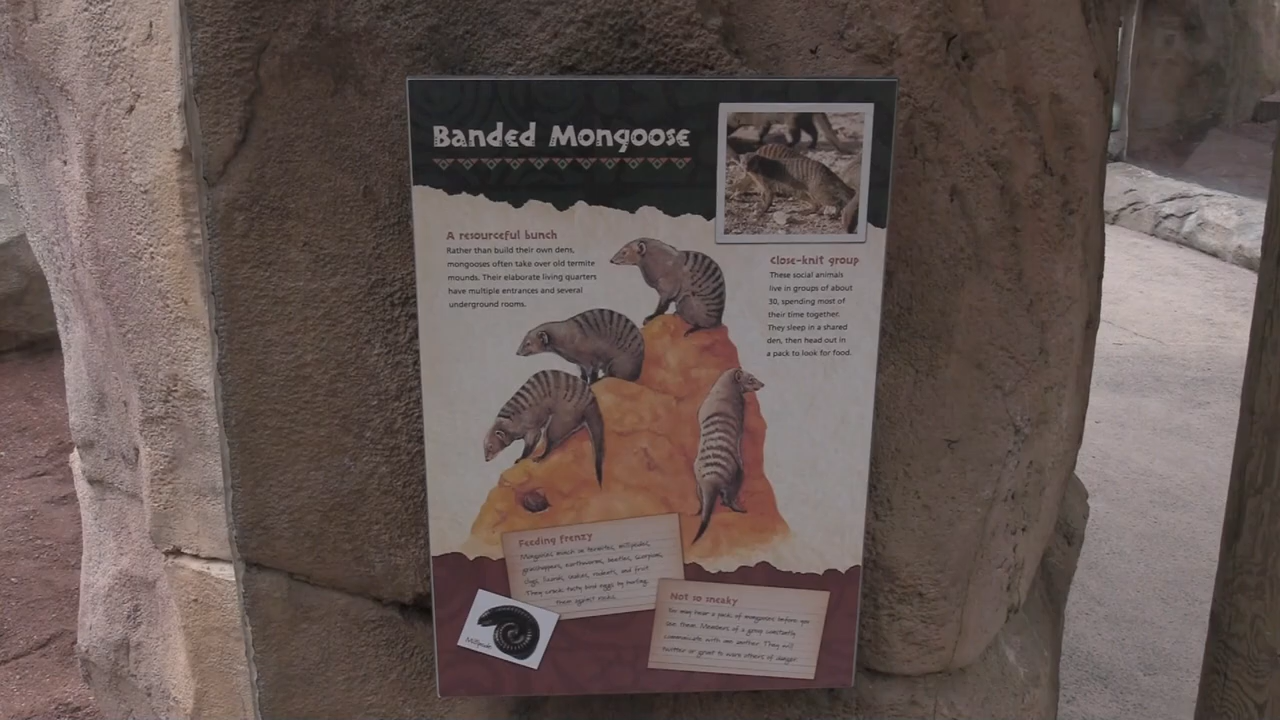 Banded Mongoose
A resourceful bunch
Rather than build their own dens,
mongooses often take over old termite
mounds. Their elaborate living quarters
have multiple entrances and several
underground rooms.
Close-knit group
These social animals
live in groups of about
30, spending most of
their time together.
They sleep in a shared
den, then head out in
a pack to look for food.
Feeding frenzy
Mongooses munch on termites, millipedes,
grasshoppers, earthworms, beetles, scorpions,
slugs, lizards, snakes, rodents, and fruit.
They crack tasty bird eggs by hurling
them against rocks.
Millipede
Not so sneaky
You may hear a pack of mongooses before you
see them. Members of a group constantly
communicate with one another. They will
twitter or growl to warn others of danger.